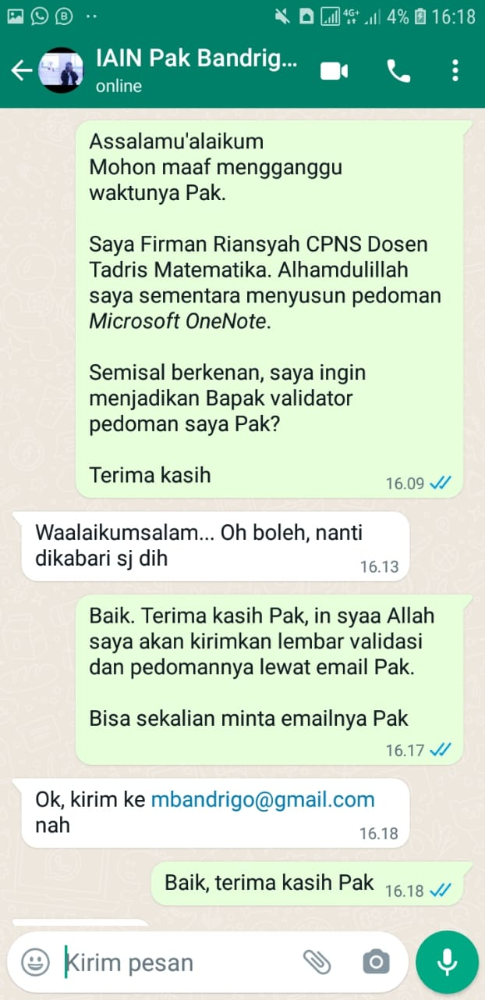 4G+ 4% 16:18
IAIN Pak Bandrig...
online
Assalamu'alaikum
Mohon maaf mengganggu
waktunya Pak.
Saya Firman Riansyah CPNS Dosen
Tadris Matematika. Alhamdulillah
saya sementara menyusun pedoman
Microsoft OneNote.
Semisal berkenan, saya ingin
menjadikan Bapak validator
pedoman saya Pak?
Terima kasih
16.09
Waalaikumsalam... Oh boleh, nanti
dikabari sj dih
16.13
Baik. Terima kasih Pak, in syaa Allah
saya akan kirimkan lembar validasi
dan pedomannya lewat email Pak.
Bisa sekalian minta emailnya Pak
16.17
Ok, kirim ke mbandrigo@gmail.com
nah
16.18
Baik, terima kasih Pak 16.18
Kirim pesan